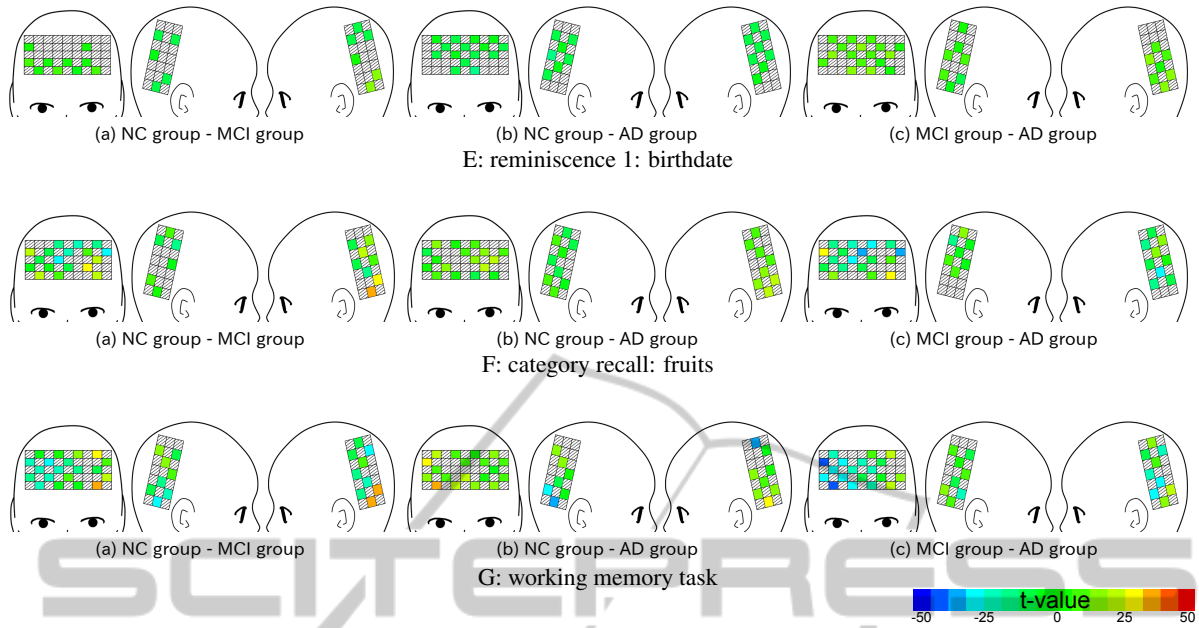 (a) NC group - MCI group
(b) NC group - AD group
(c) MCI group - AD group
E: reminiscence 1: birthdate
(a) NC group - MCI group
(b) NC group - AD group
(c) MCI group - AD group
F: category recall: fruits
(a) NC group - MCI group
(b) NC group - AD group
(c) MCI group - AD group
G: working memory task
SCITEPRESS
t-value
-50 -25 0 25 50